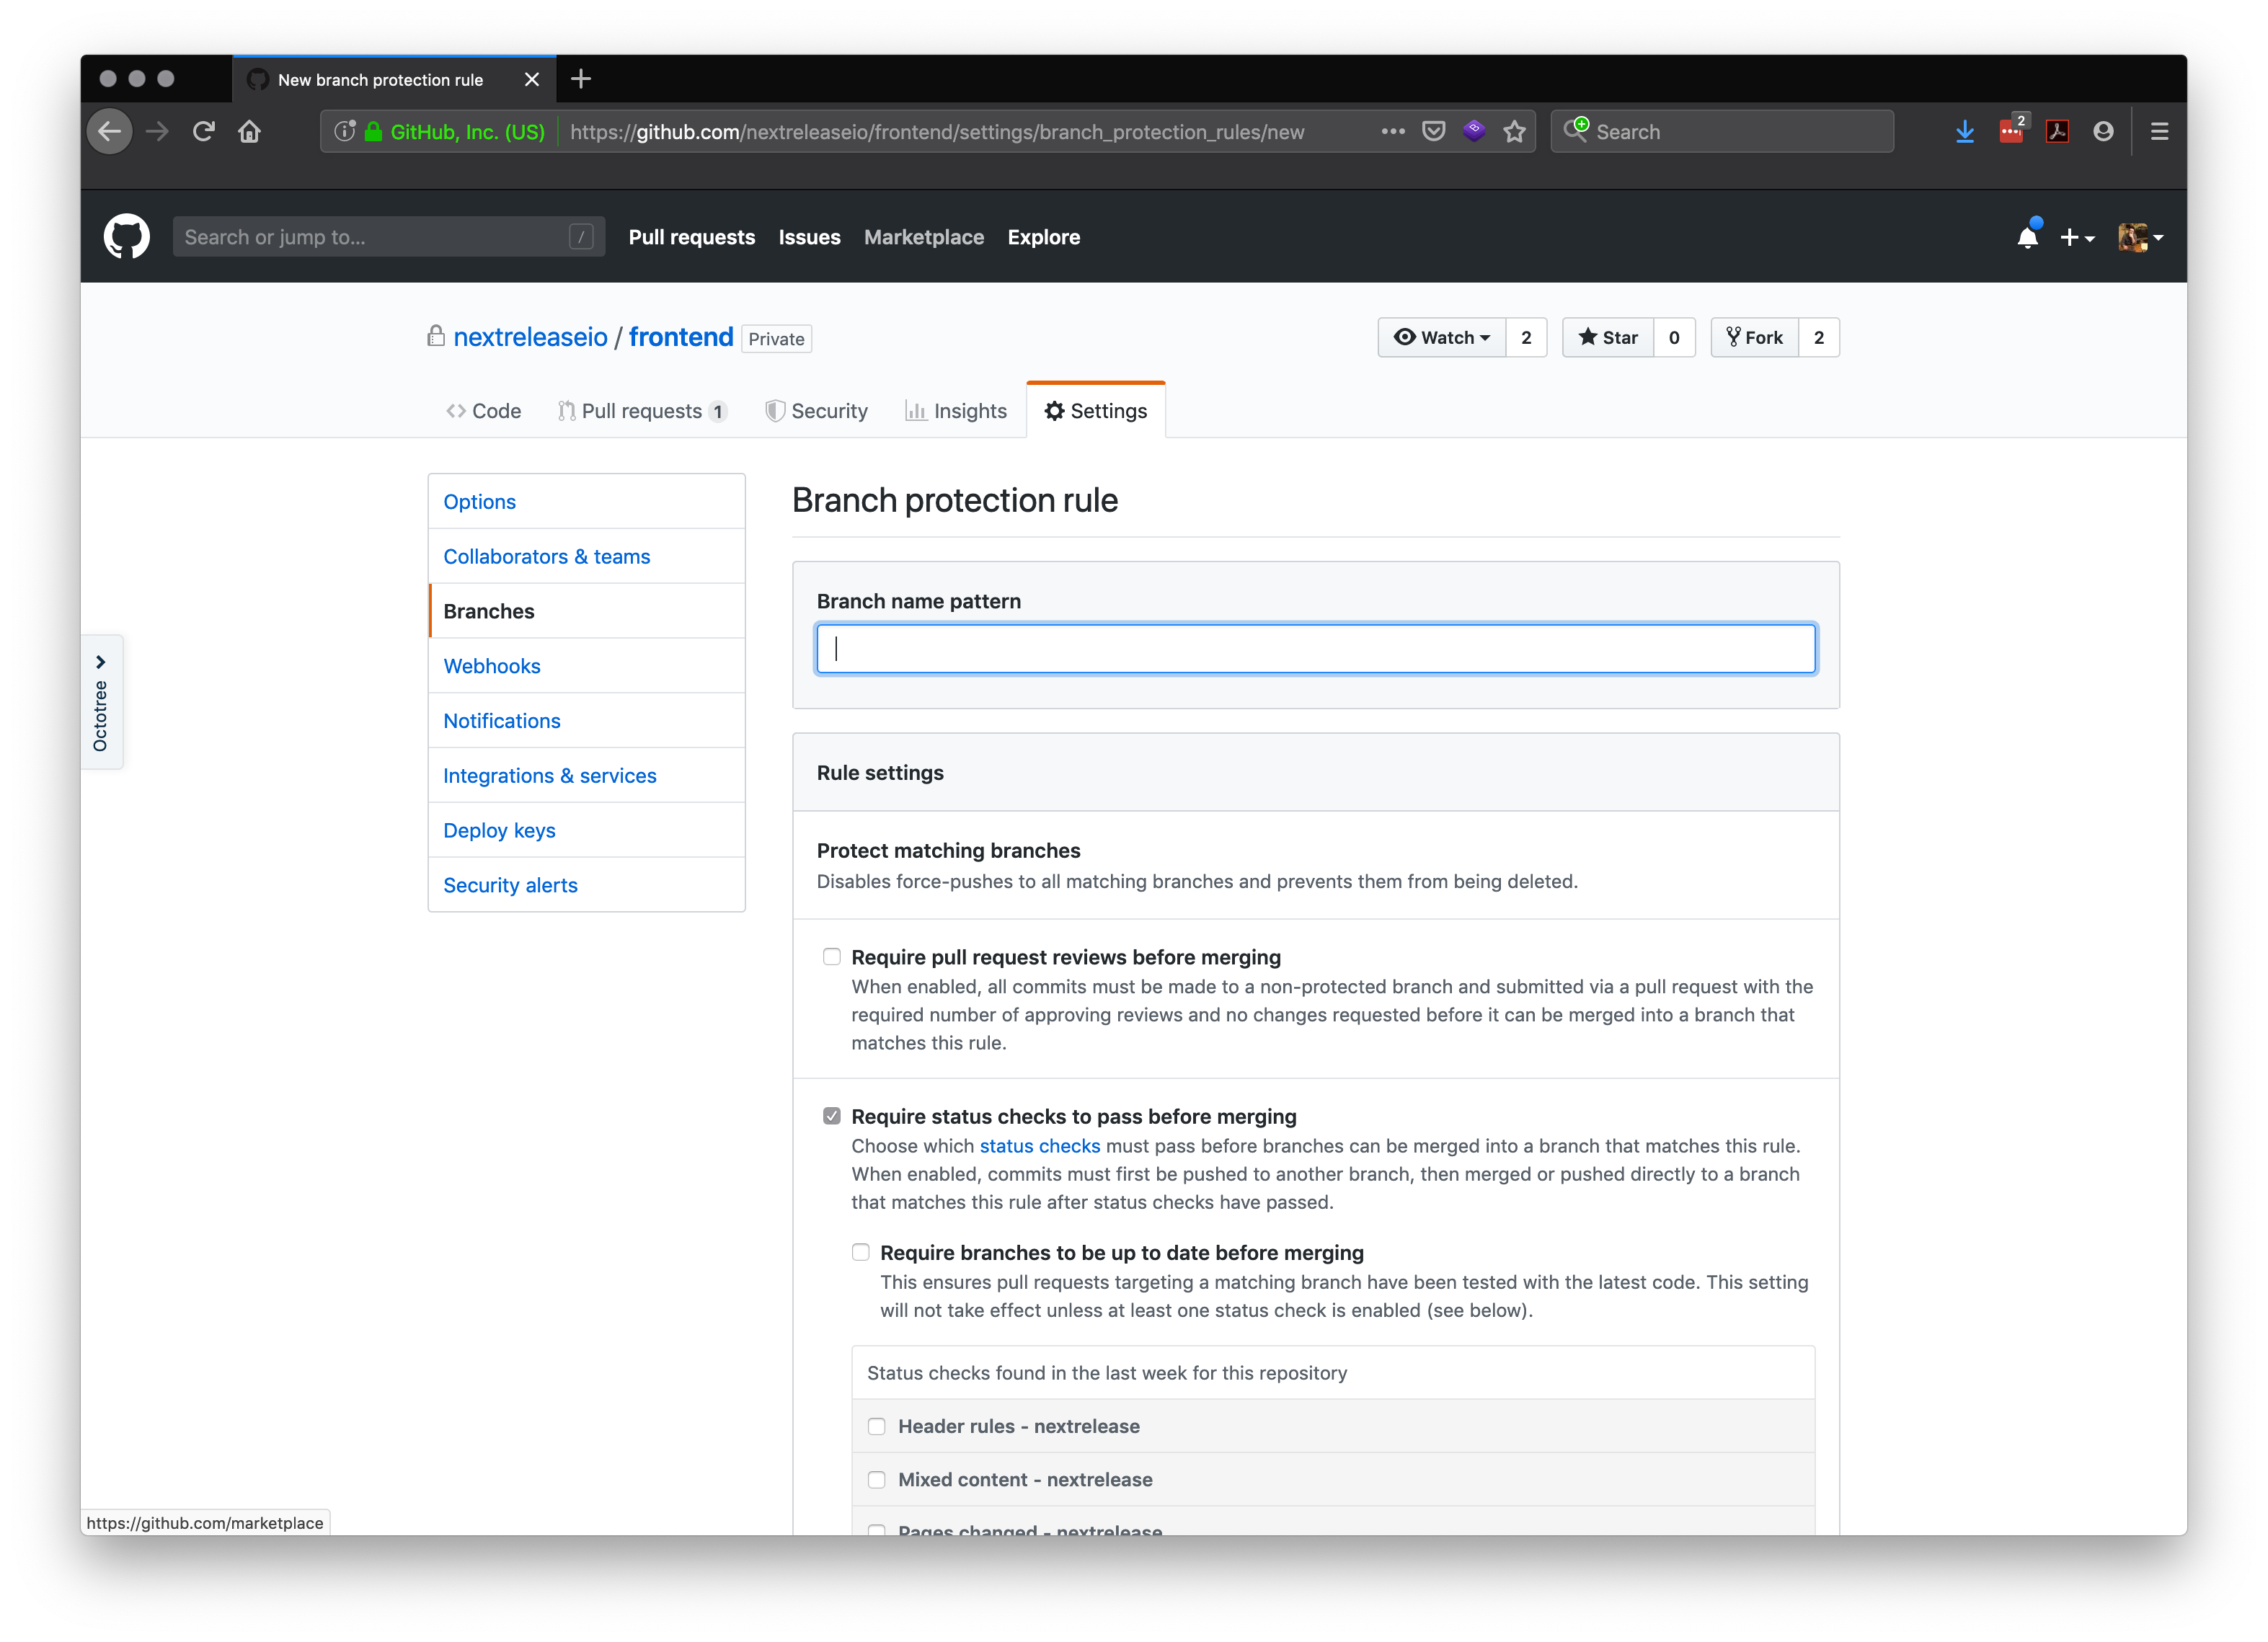 New branch protection rule
GitHub, Inc. (US)
https://github.com/nextreleaseio/frontend/settings/branch_protection_rules/new
Search
2
Search or jump to...
/
Pull requests
Issues
Marketplace
Explore
nextreleaseio / frontend
Private
Watch
2
Star
0
Fork
2
Code
Pull requests 1
Security
Insights
Settings
Options
Collaborators & teams
Branches
Webhooks
Notifications
Integrations & services
Deploy keys
Security alerts
Octotree
Branch protection rule
Branch name pattern
Rule settings
Protect matching branches
Disables force-pushes to all matching branches and prevents them from being deleted.
Require pull request reviews before merging
When enabled, all commits must be made to a non-protected branch and submitted via a pull request with the
required number of approving reviews and no changes requested before it can be merged into a branch that
matches this rule.
Require status checks to pass before merging
Choose which status checks must pass before branches can be merged into a branch that matches this rule.
When enabled, commits must first be pushed to another branch, then merged or pushed directly to a branch
that matches this rule after status checks have passed.
Require branches to be up to date before merging
This ensures pull requests targeting a matching branch have been tested with the latest code. This setting
will not take effect unless at least one status check is enabled (see below).
Status checks found in the last week for this repository
Header rules - nextrelease
Mixed content - nextrelease
Pages changed - nextrelease
https://github.com/marketplace